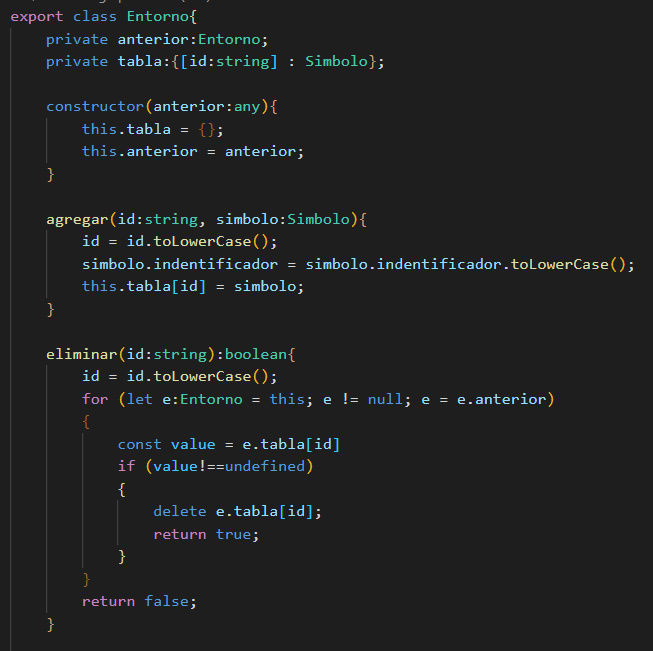 export class Entorno{
    private anterior:Entorno;
    private tabla:{[id:string] : Simbolo};

    constructor(anterior:any){
        this.tabla = {};
        this.anterior = anterior;
    }

    agregar(id:string, simbolo:Simbolo){
        id = id.toLowerCase();
        simbolo.indentificador = simbolo.indentificador.toLowerCase();
        this.tabla[id] = simbolo;
    }

    eliminar(id:string):boolean{
        id = id.toLowerCase();
        for (let e:Entorno = this; e != null; e = e.anterior)
        {
            const value = e.tabla[id]
            if (value!==undefined)
            {
                delete e.tabla[id];
                return true;
            }
        }
        return false;
    }